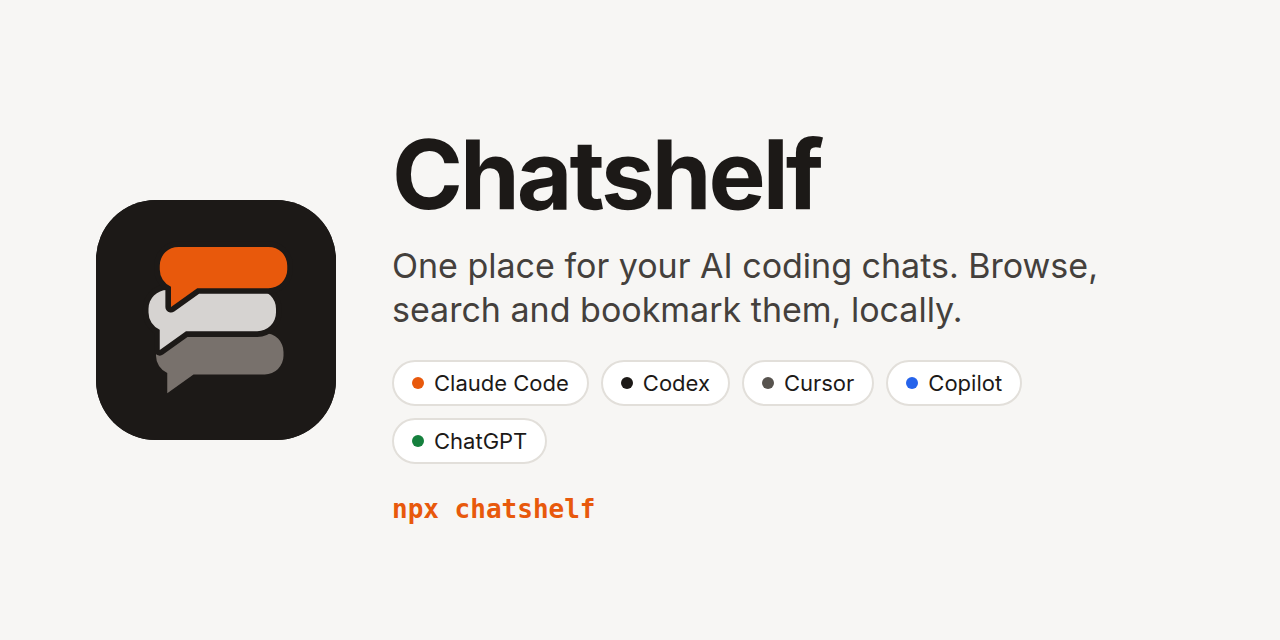 Chatshelf
One place for your AI coding chats. Browse,
search and bookmark them, locally.
Claude Code Codex Cursor Copilot
ChatGPT
npx chatshelf